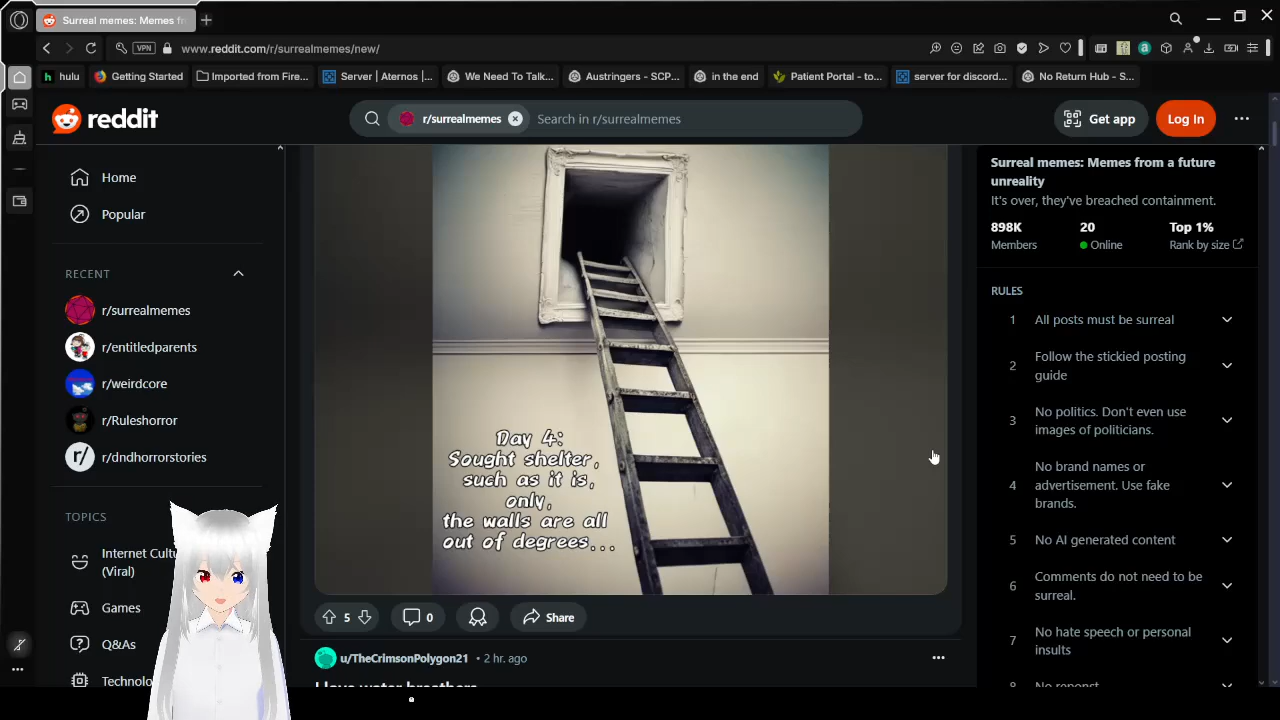 Surreal memes: Memes fr
VPN
www.reddit.com/r/surrealmemes/new/
hulu
Getting Started
Imported from Fire...
Server | Aternos |...
We Need To Talk...
Austringers - SCP...
in the end
Patient Portal - to...
server for discord...
No Return Hub - S...
reddit
r/surrealmemes
Search in r/surrealmemes
Get app
Log In
Home
Popular
RECENT
r/surrealmemes
r/entitledparents
r/weirdcore
r/Ruleshorror
r/dndhorrorstories
TOPICS
Internet Cultu
(Viral)
Games
Q&As
Technolo
Day 4:
Sought shelter,
such as it is,
only,
the walls are all
out of degrees...
5
0
Share
u/TheCrimsonPolygon21 • 2 hr. ago
I love water breathers
Surreal memes: Memes from a future
unreality
It's over, they've breached containment.
898K
Members
20
Online
Top 1%
Rank by size
RULES
1 All posts must be surreal
2 Follow the stickied posting
guide
3 No politics. Don't even use
images of politicians.
4 No brand names or
advertisement. Use fake
brands.
5 No AI generated content
6 Comments do not need to be
surreal.
7 No hate speech or personal
insults
8 No repost